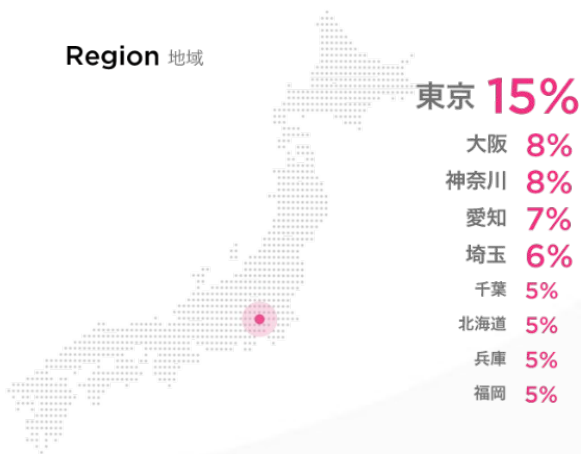 Region 地域
東京 15%
大阪 8%
神奈川 8%
愛知 7%
埼玉 6%
千葉 5%
北海道 5%
兵庫 5%
福岡 5%